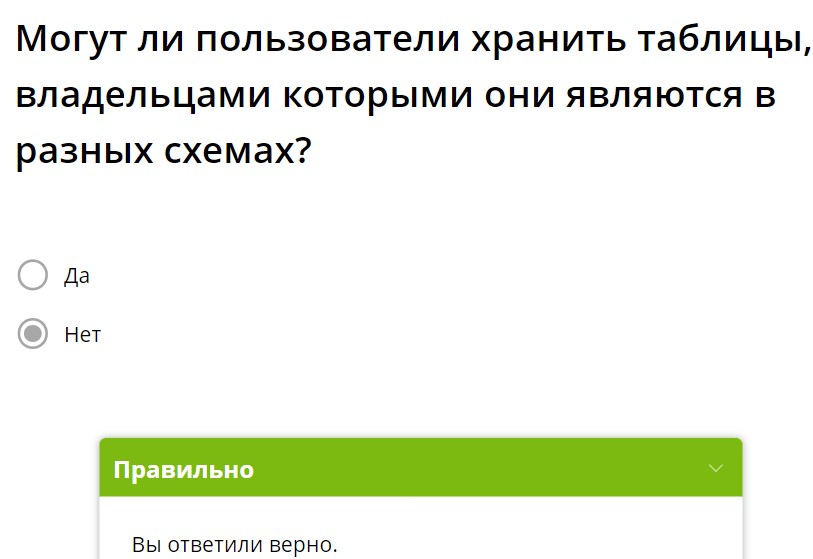 Могут ли пользователи хранить таблицы,
владельцами которыми они являются в
разных схемах?
Да
Нет
Правильно
Вы ответили верно.